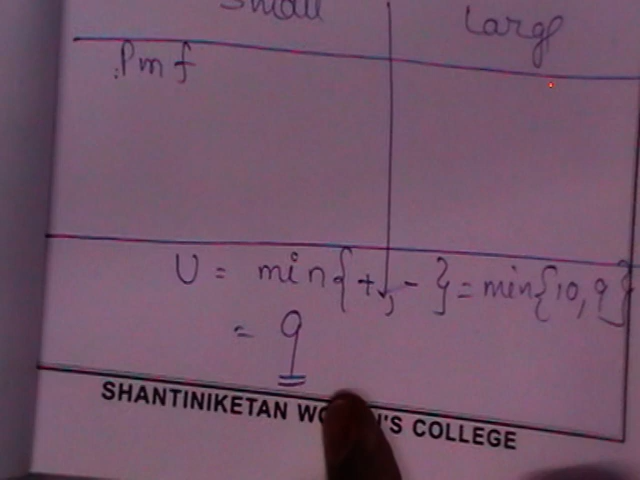 Small Large
Pmf
U = min{+, -} = min{10, 9}
= 9
SHANTINIKETAN WO 'S COLLEGE